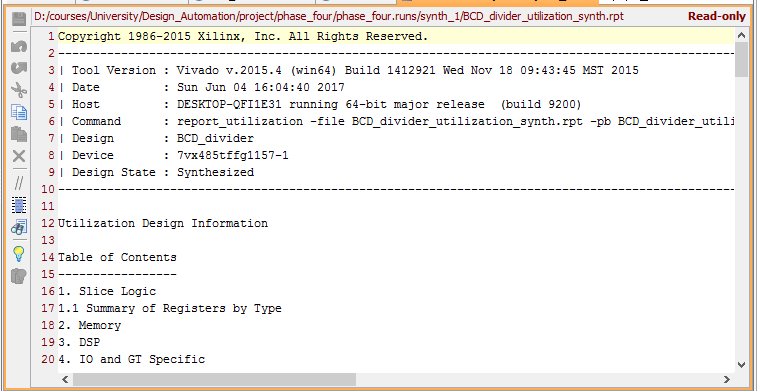 D:/courses/University/Design_Automation/project/phase_four/phase_four.runs/synth_1/BCD_divider_utilization_synth.rpt Read-only
1 Copyright 1986-2015 Xilinx, Inc. All Rights Reserved.
2 ------------------------------------------------------------------------------------
3 | Tool Version : Vivado v.2015.4 (win64) Build 1412921 Wed Nov 18 09:43:45 MST 2015
4 | Date         : Sun Jun 04 16:04:40 2017
5 | Host         : DESKTOP-QFI1E31 running 64-bit major release  (build 9200)
6 | Command      : report_utilization -file BCD_divider_utilization_synth.rpt -pb BCD_divider_utili
7 | Design       : BCD_divider
8 | Device       : 7vx485tffg1157-1
9 | Design State : Synthesized
10 ------------------------------------------------------------------------------------
11
12 Utilization Design Information
13
14 Table of Contents
15 -----------------
16 1. Slice Logic
17 1.1 Summary of Registers by Type
18 2. Memory
19 3. DSP
20 4. IO and GT Specific